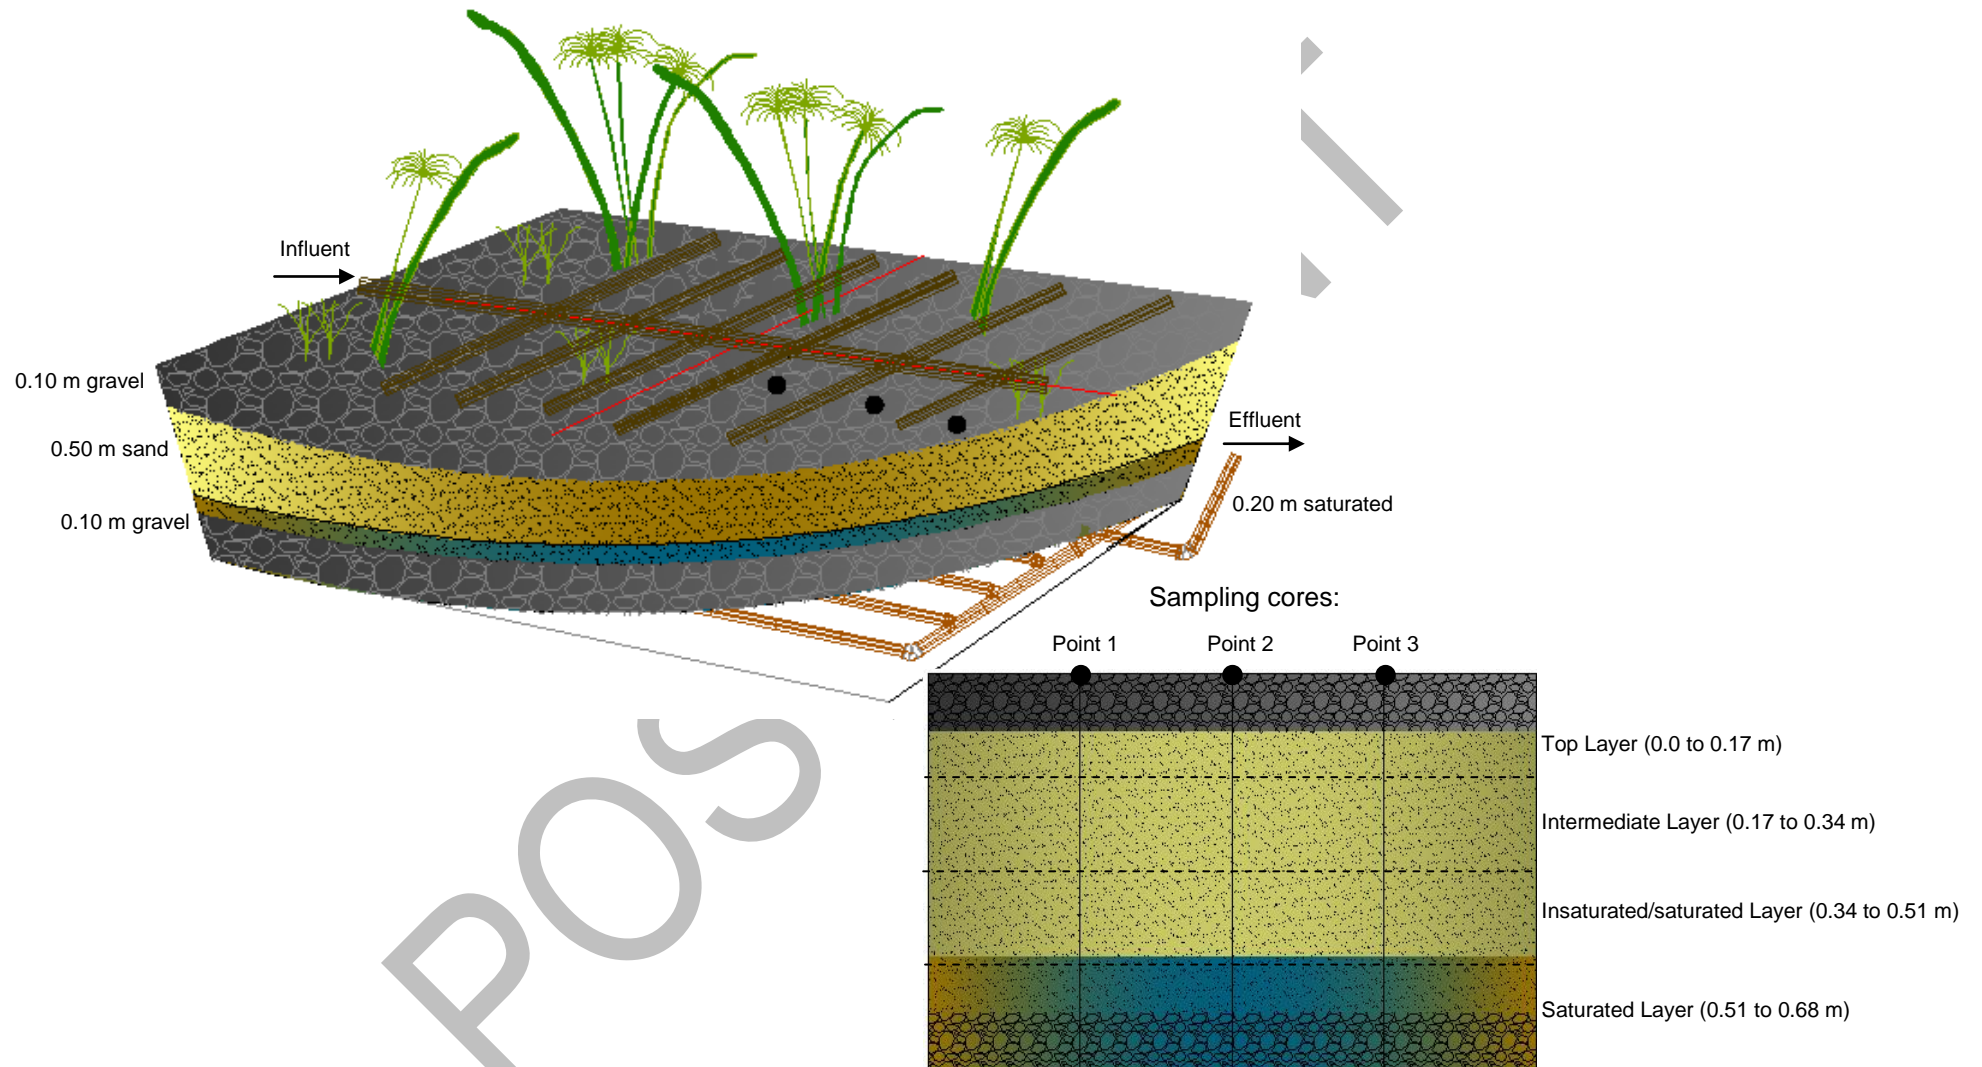 Influent
0.10 m gravel
0.50 m sand
0.10 m gravel
Effluent
0.20 m saturated
Sampling cores:
Point 1
Point 2
Point 3
Top Layer (0.0 to 0.17 m)
Intermediate Layer (0.17 to 0.34 m)
Insaturated/saturated Layer (0.34 to 0.51 m)
Saturated Layer (0.51 to 0.68 m)
POS